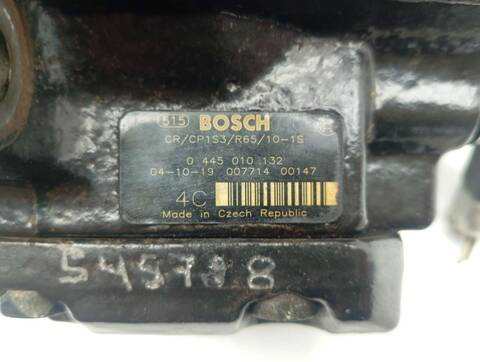 515 BOSCH
CR/CP1S3/R65/10-1S
0 445 010 132
04-10-19 007714 00147
4C
Made in Czech Republic